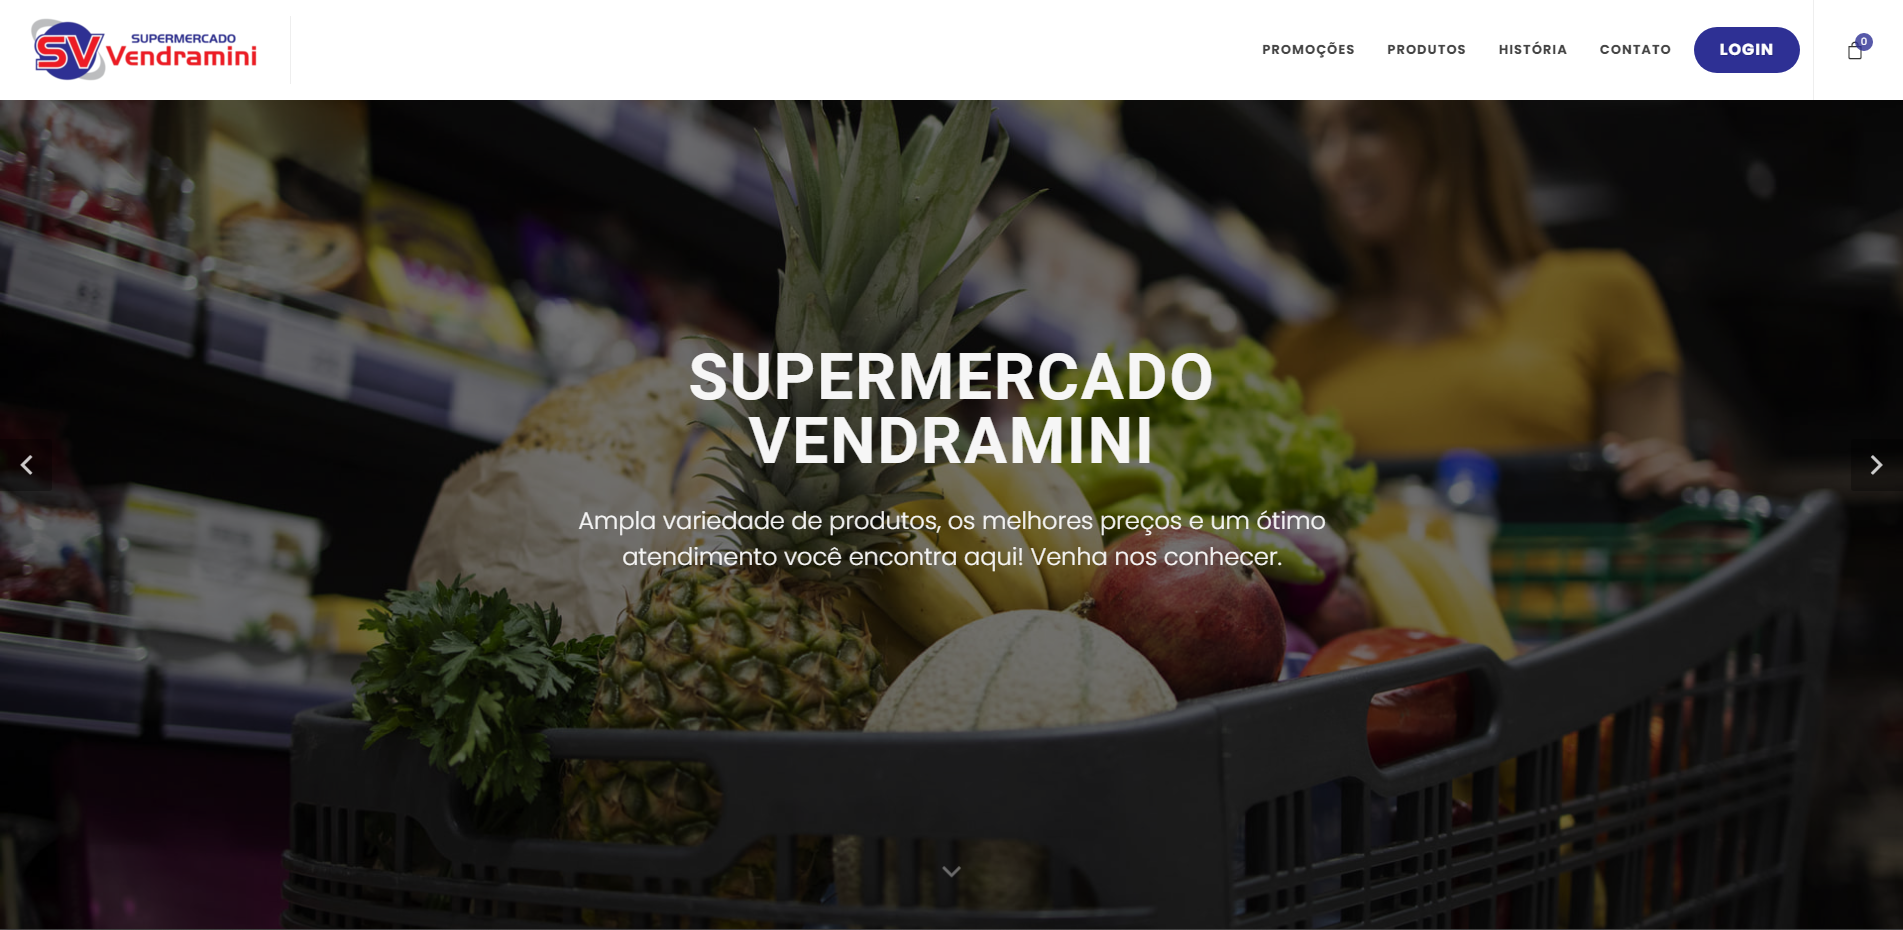 SV
SUPERMERCADO
Vendramini
PROMOÇÕES
PRODUTOS
HISTÓRIA
CONTATO
LOGIN
0
SUPERMERCADO
VENDRAMINI
Ampla variedade de produtos, os melhores preços e um ótimo
atendimento você encontra aqui! Venha nos conhecer.